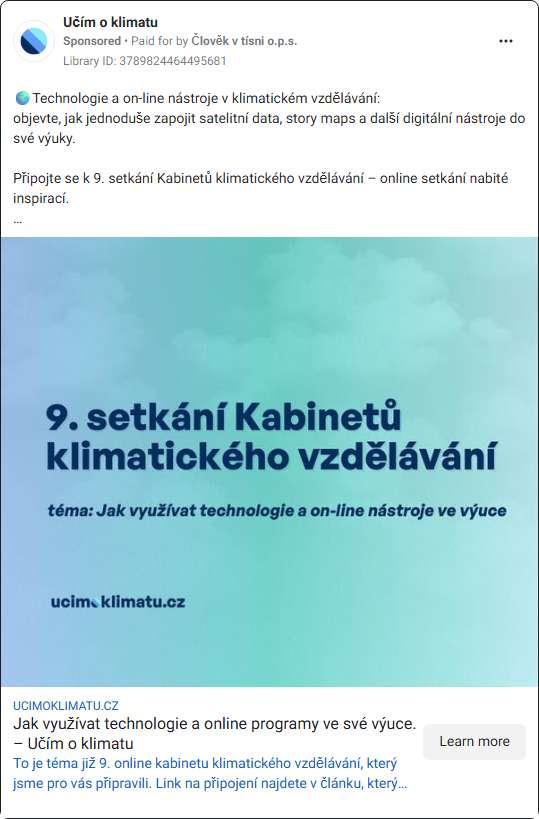 Učím o klimatu
Sponsored • Paid for by Člověk v tísni o.p.s.
Library ID: 3789824464495681
Technologie a on-line nástroje v klimatickém vzdělávání:
objevte, jak jednoduše zapojit satelitní data, story maps a další digitální nástroje do
své výuky.
Připojte se k 9. setkání Kabinetů klimatického vzdělávání – online setkání nabité
inspirací.
...
9. setkání Kabinetů
klimatického vzdělávání
téma: Jak využívat technologie a on-line nástroje ve výuce
ucimoklimatu.cz
UCIMOKLIMATU.CZ
Jak využívat technologie a online programy ve své výuce.
– Učím o klimatu
Learn more
To je téma již 9. online kabinetu klimatického vzdělávání, který
jsme pro vás připravili. Link na připojení najdete v článku, který...